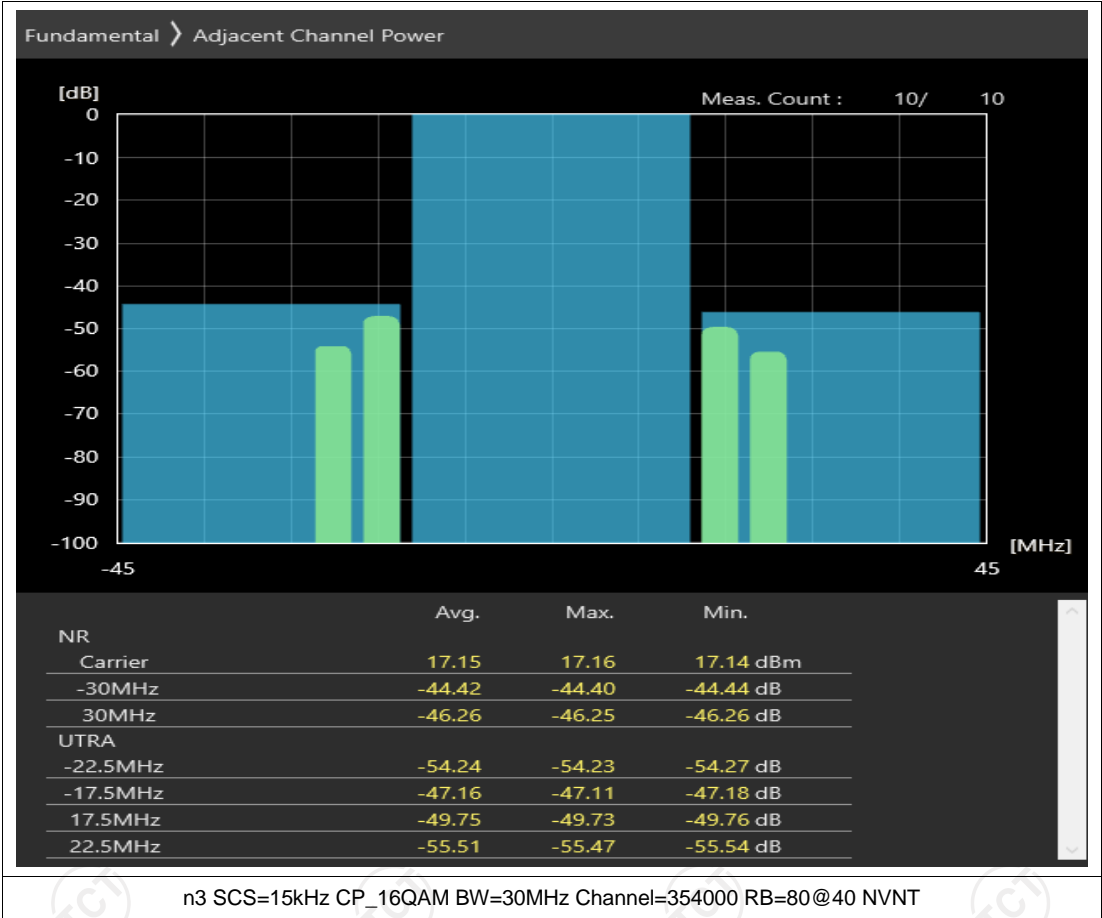 Fundamental ❯ Adjacent Channel Power
[dB]
Meas. Count : 10/ 10
0
-10
-20
-30
-40
-50
-60
-70
-80
-90
-100
[MHz]
-45 45
Avg. Max. Min.
NR
Carrier 17.15 17.16 17.14 dBm
-30MHz -44.42 -44.40 -44.44 dB
30MHz -46.26 -46.25 -46.26 dB
UTRA
-22.5MHz -54.24 -54.23 -54.27 dB
-17.5MHz -47.16 -47.11 -47.18 dB
17.5MHz -49.75 -49.73 -49.76 dB
22.5MHz -55.51 -55.47 -55.54 dB
n3 SCS=15kHz CP_16QAM BW=30MHz Channel=354000 RB=80@40 NVNT
TCT TCT TCT TCT TCT